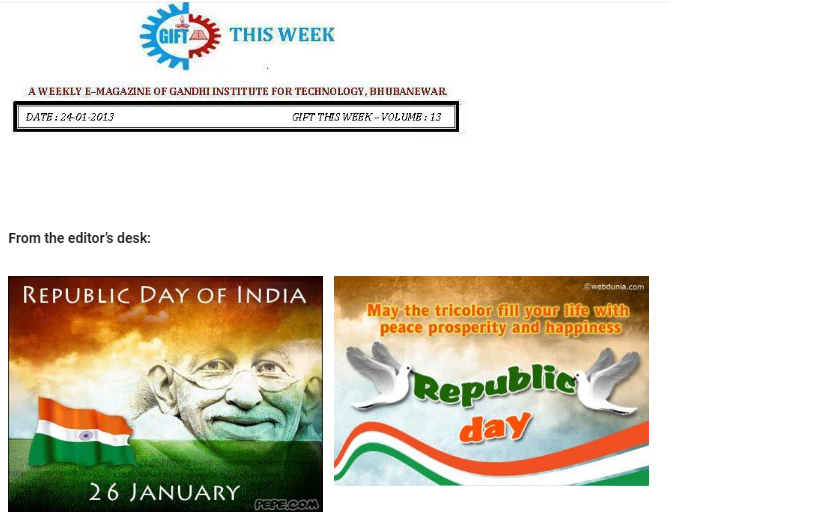 GIFT THIS WEEK
A WEEKLY E-MAGAZINE OF GANDHI INSTITUTE FOR TECHNOLOGY, BHUBANEWAR.
DATE : 24-01-2013 GIFT THIS WEEK – VOLUME : 13
From the editor's desk:
REPUBLIC DAY OF INDIA
26 JANUARY
PEPE.COM
©webdunia.com
May the tricolor fill your life with
peace prosperity and happiness
Republic
day